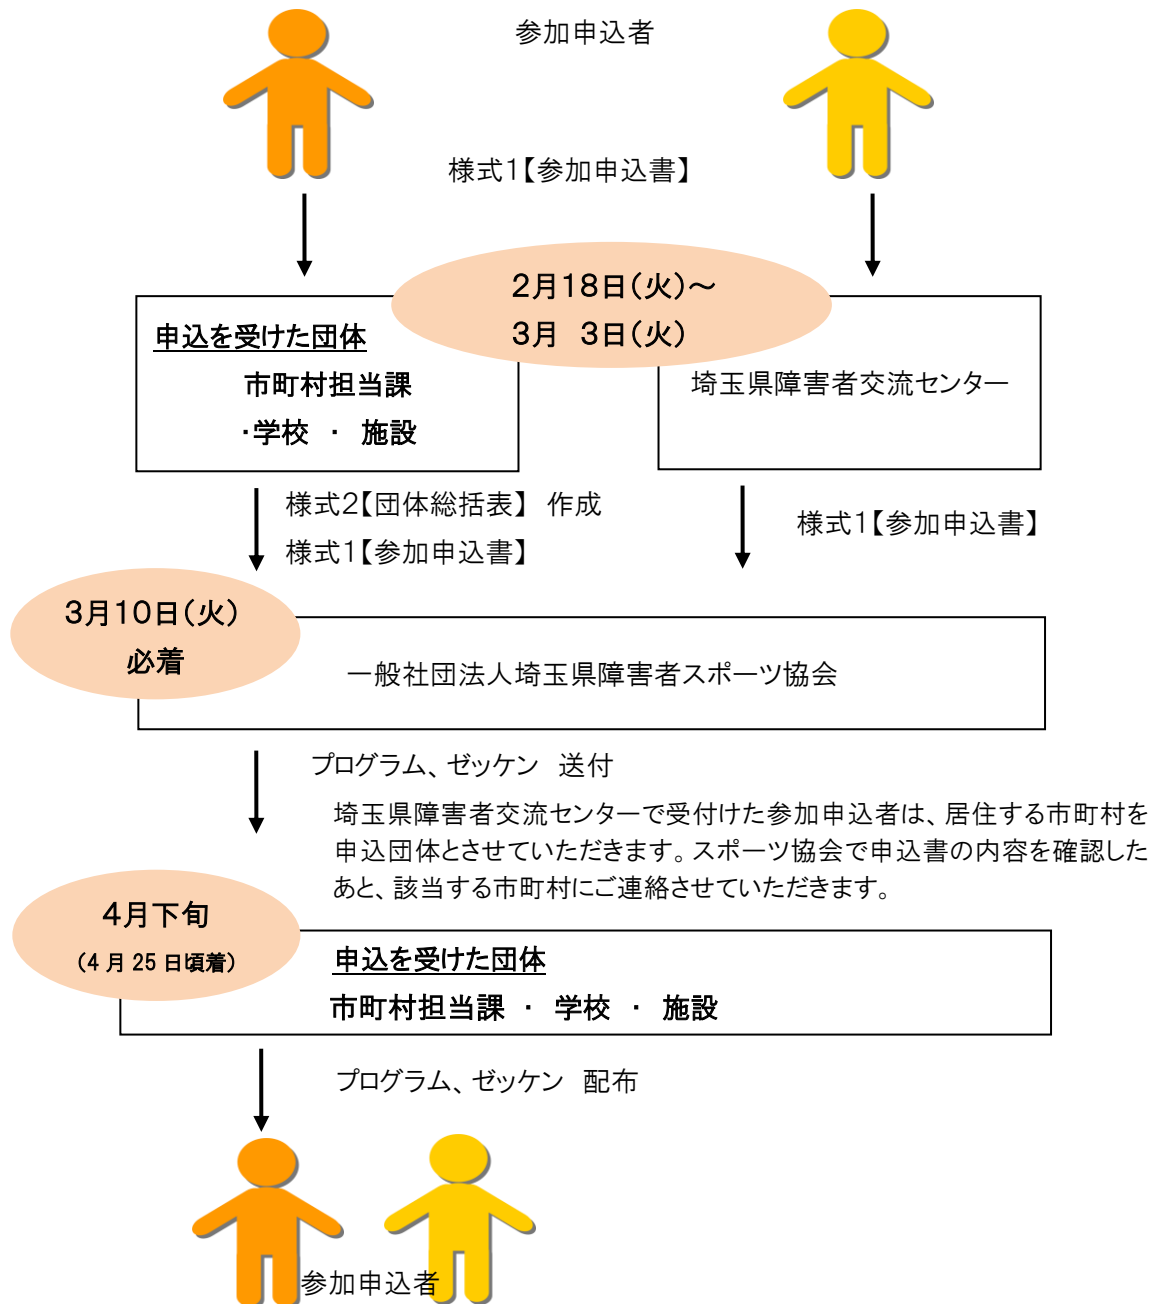 参加申込者
様式1【参加申込書】
2月18日(火)～
3月　3日(火)
申込を受けた団体
市町村担当課
・学校　・　施設
埼玉県障害者交流センター
様式2【団体総括表】　作成
様式1【参加申込書】
様式1【参加申込書】
3月10日(火)
必着
一般社団法人埼玉県障害者スポーツ協会
プログラム、ゼッケン　送付
埼玉県障害者交流センターで受付けた参加申込者は、居住する市町村を
申込団体とさせていただきます。スポーツ協会で申込書の内容を確認した
あと、該当する市町村にご連絡させていただきます。
4月下旬
（4 月 25 日頃着）
申込を受けた団体
市町村担当課　・　学校　・　施設
プログラム、ゼッケン　配布
参加申込者